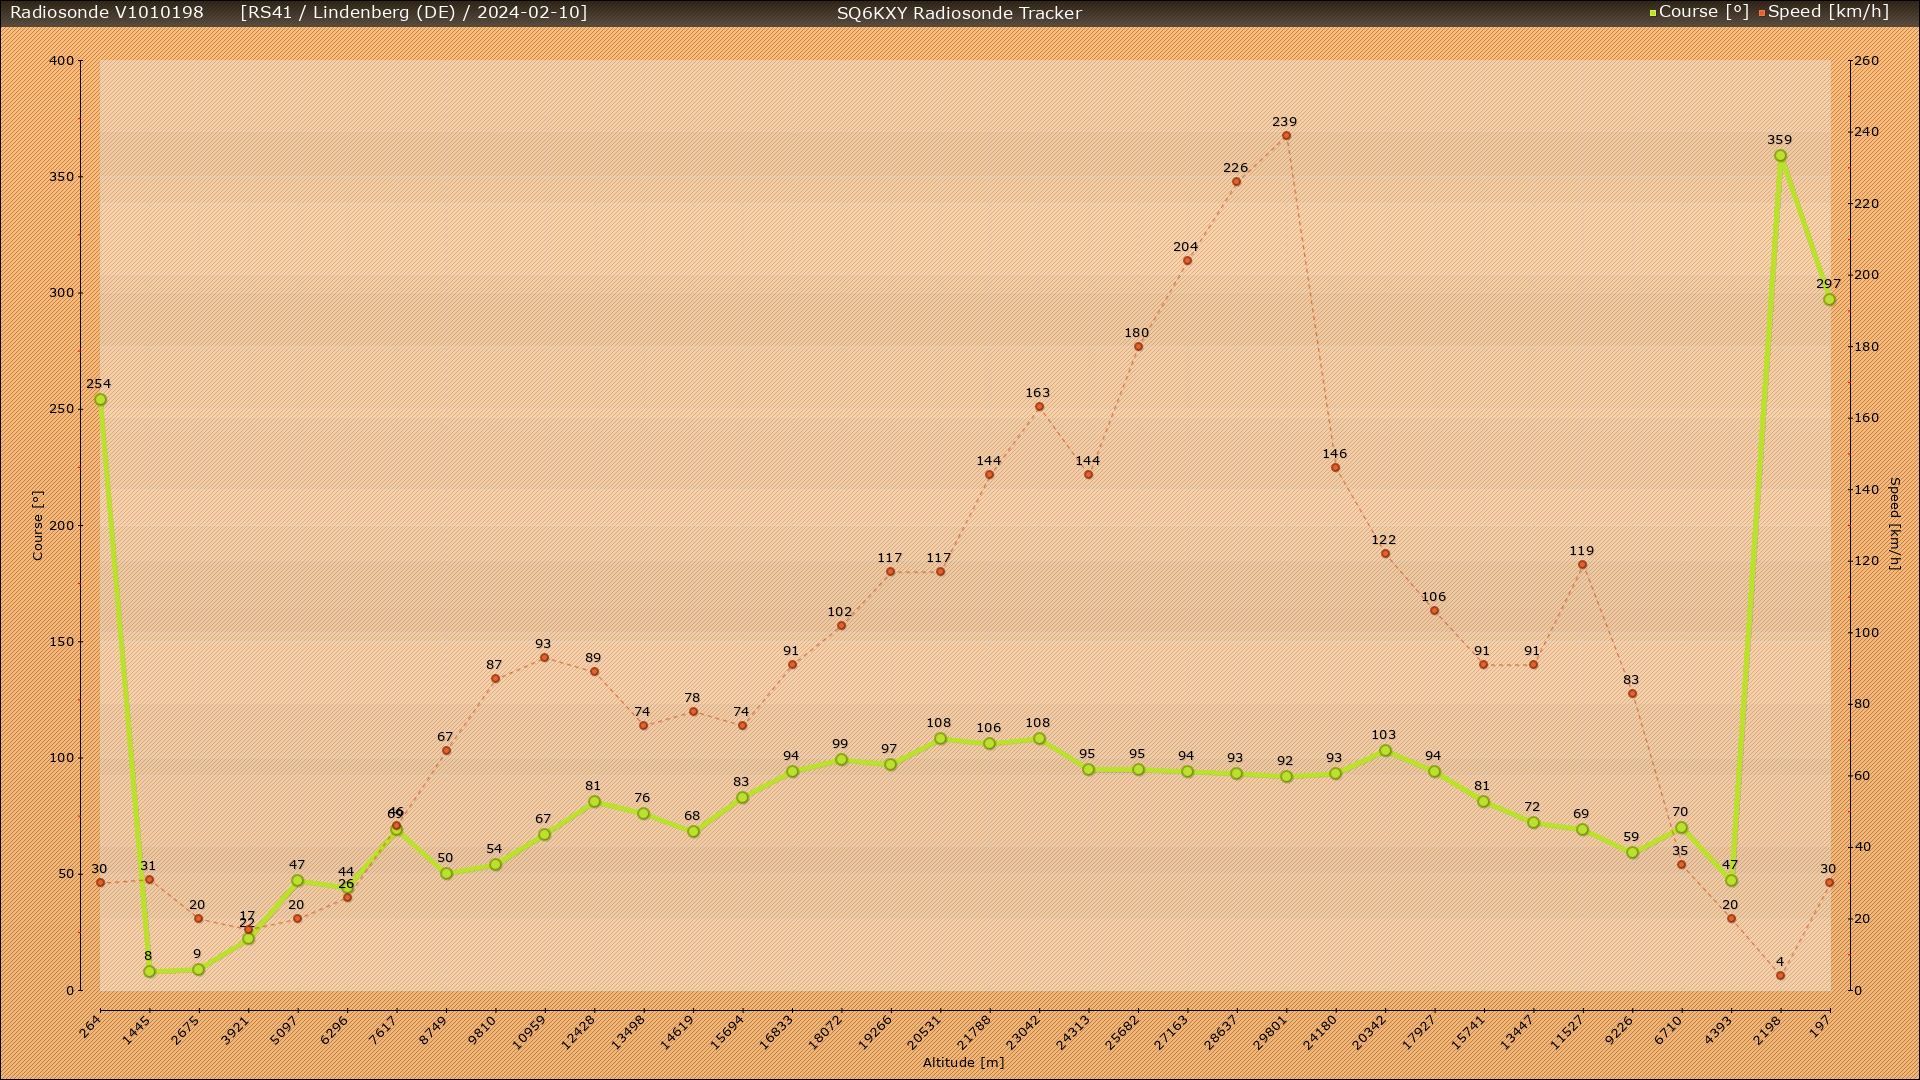 Radiosonde V1010198 [RS41 / Lindenberg (DE) / 2024-02-10] SQ6KXY Radiosonde Tracker Course [°] Speed [km/h]
400 260
239
240
359
226
350
220
204
297
300 200
180
180
254
163
250 160
144 144 146
140
200
122
117 117 119
120
106
102
150 100
93 91 91 91
87 89
83
78
74 74 80
67
108 106 108
103
99 97
100 94 95 95 94 93 92 93 94
60
81 83 81
76
67 68 72 69 70
46
69
50 54 59
47 44 47
50 40
30 31 26 35 30
20 17 20 20
22
20
8 9 4
0 0
Course [°]
Speed [km/h]
264 1445 2675 3921 5097 6296 7617 8749 9810 10959 12428 13498 14619 15694 16833 18072 19266 20531 21788 23042 24313 25682 27163 28637 29801 24180 20342 17927 15741 13447 11527 9226 6710 4393 2198 197
Altitude [m]